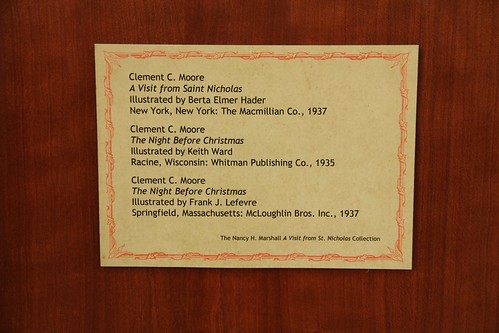 Clement C. Moore
A Visit from Saint Nicholas
Illustrated by Berta Elmer Hader
New York, New York: The Macmillian Co., 1937
Clement C. Moore
The Night Before Christmas
Illustrated by Keith Ward
Racine, Wisconsin: Whitman Publishing Co., 1935
Clement C. Moore
The Night Before Christmas
Illustrated by Frank J. Lefevre
Springfield, Massachusetts: McLoughlin Bros. Inc., 1937
The Nancy H. Marshall A Visit from St. Nicholas Collection